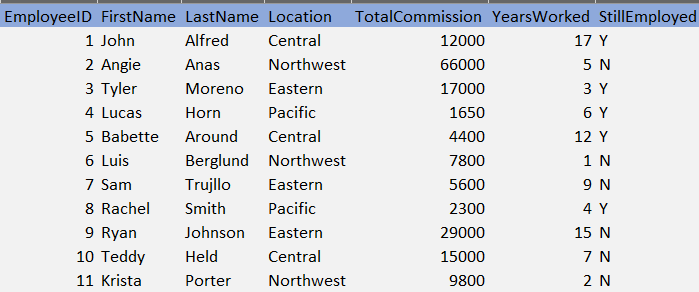 EmployeeID FirstName LastName Location TotalCommission YearsWorked StillEmployed
1 John Alfred Central 12000 17 Y
2 Angie Anas Northwest 66000 5 N
3 Tyler Moreno Eastern 17000 3 Y
4 Lucas Horn Pacific 1650 6 Y
5 Babette Around Central 4400 12 Y
6 Luis Berglund Northwest 7800 1 N
7 Sam Trujllo Eastern 5600 9 N
8 Rachel Smith Pacific 2300 4 Y
9 Ryan Johnson Eastern 29000 15 N
10 Teddy Held Central 15000 7 N
11 Krista Porter Northwest 9800 2 N